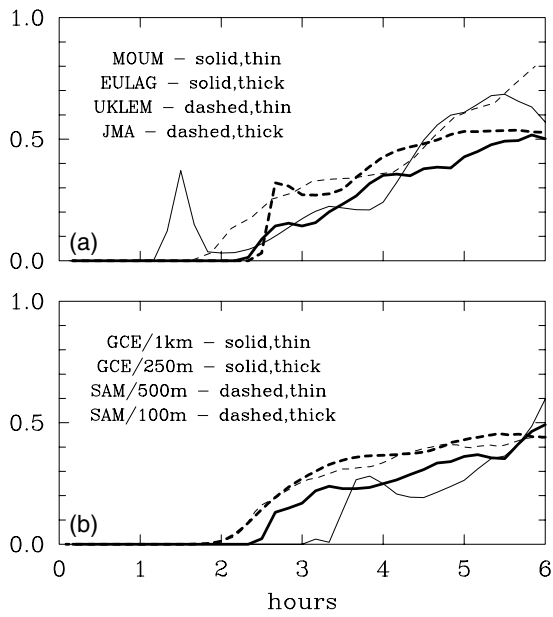 1.0
MOUM – solid,thin
EULAG – solid,thick
UKLEM – dashed,thin
JMA – dashed,thick
0.5
(a)
0.0
1.0
GCE/1km – solid,thin
GCE/250m – solid,thick
SAM/500m – dashed,thin
SAM/100m – dashed,thick
0.5
(b)
0.0
0 1 2 3 4 5 6
hours